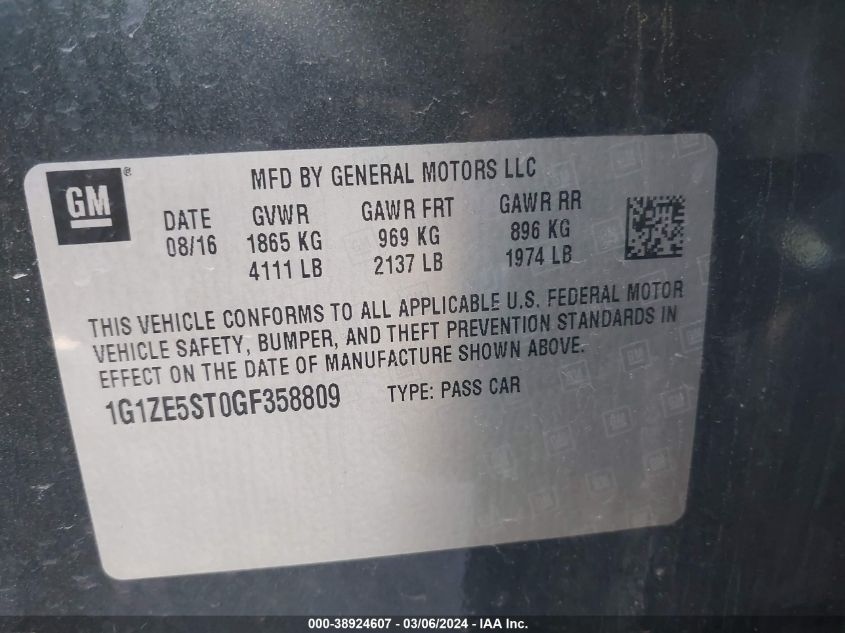 GM®
MFD BY GENERAL MOTORS LLC
DATE GVWR GAWR FRT GAWR RR
08/16 1865 KG 969 KG 896 KG
4111 LB 2137 LB 1974 LB
THIS VEHICLE CONFORMS TO ALL APPLICABLE U.S. FEDERAL MOTOR
VEHICLE SAFETY, BUMPER, AND THEFT PREVENTION STANDARDS IN
EFFECT ON THE DATE OF MANUFACTURE SHOWN ABOVE.
1G1ZE5ST0GF358809 TYPE: PASS CAR
000-38924607 - 03/06/2024 - IAA Inc.